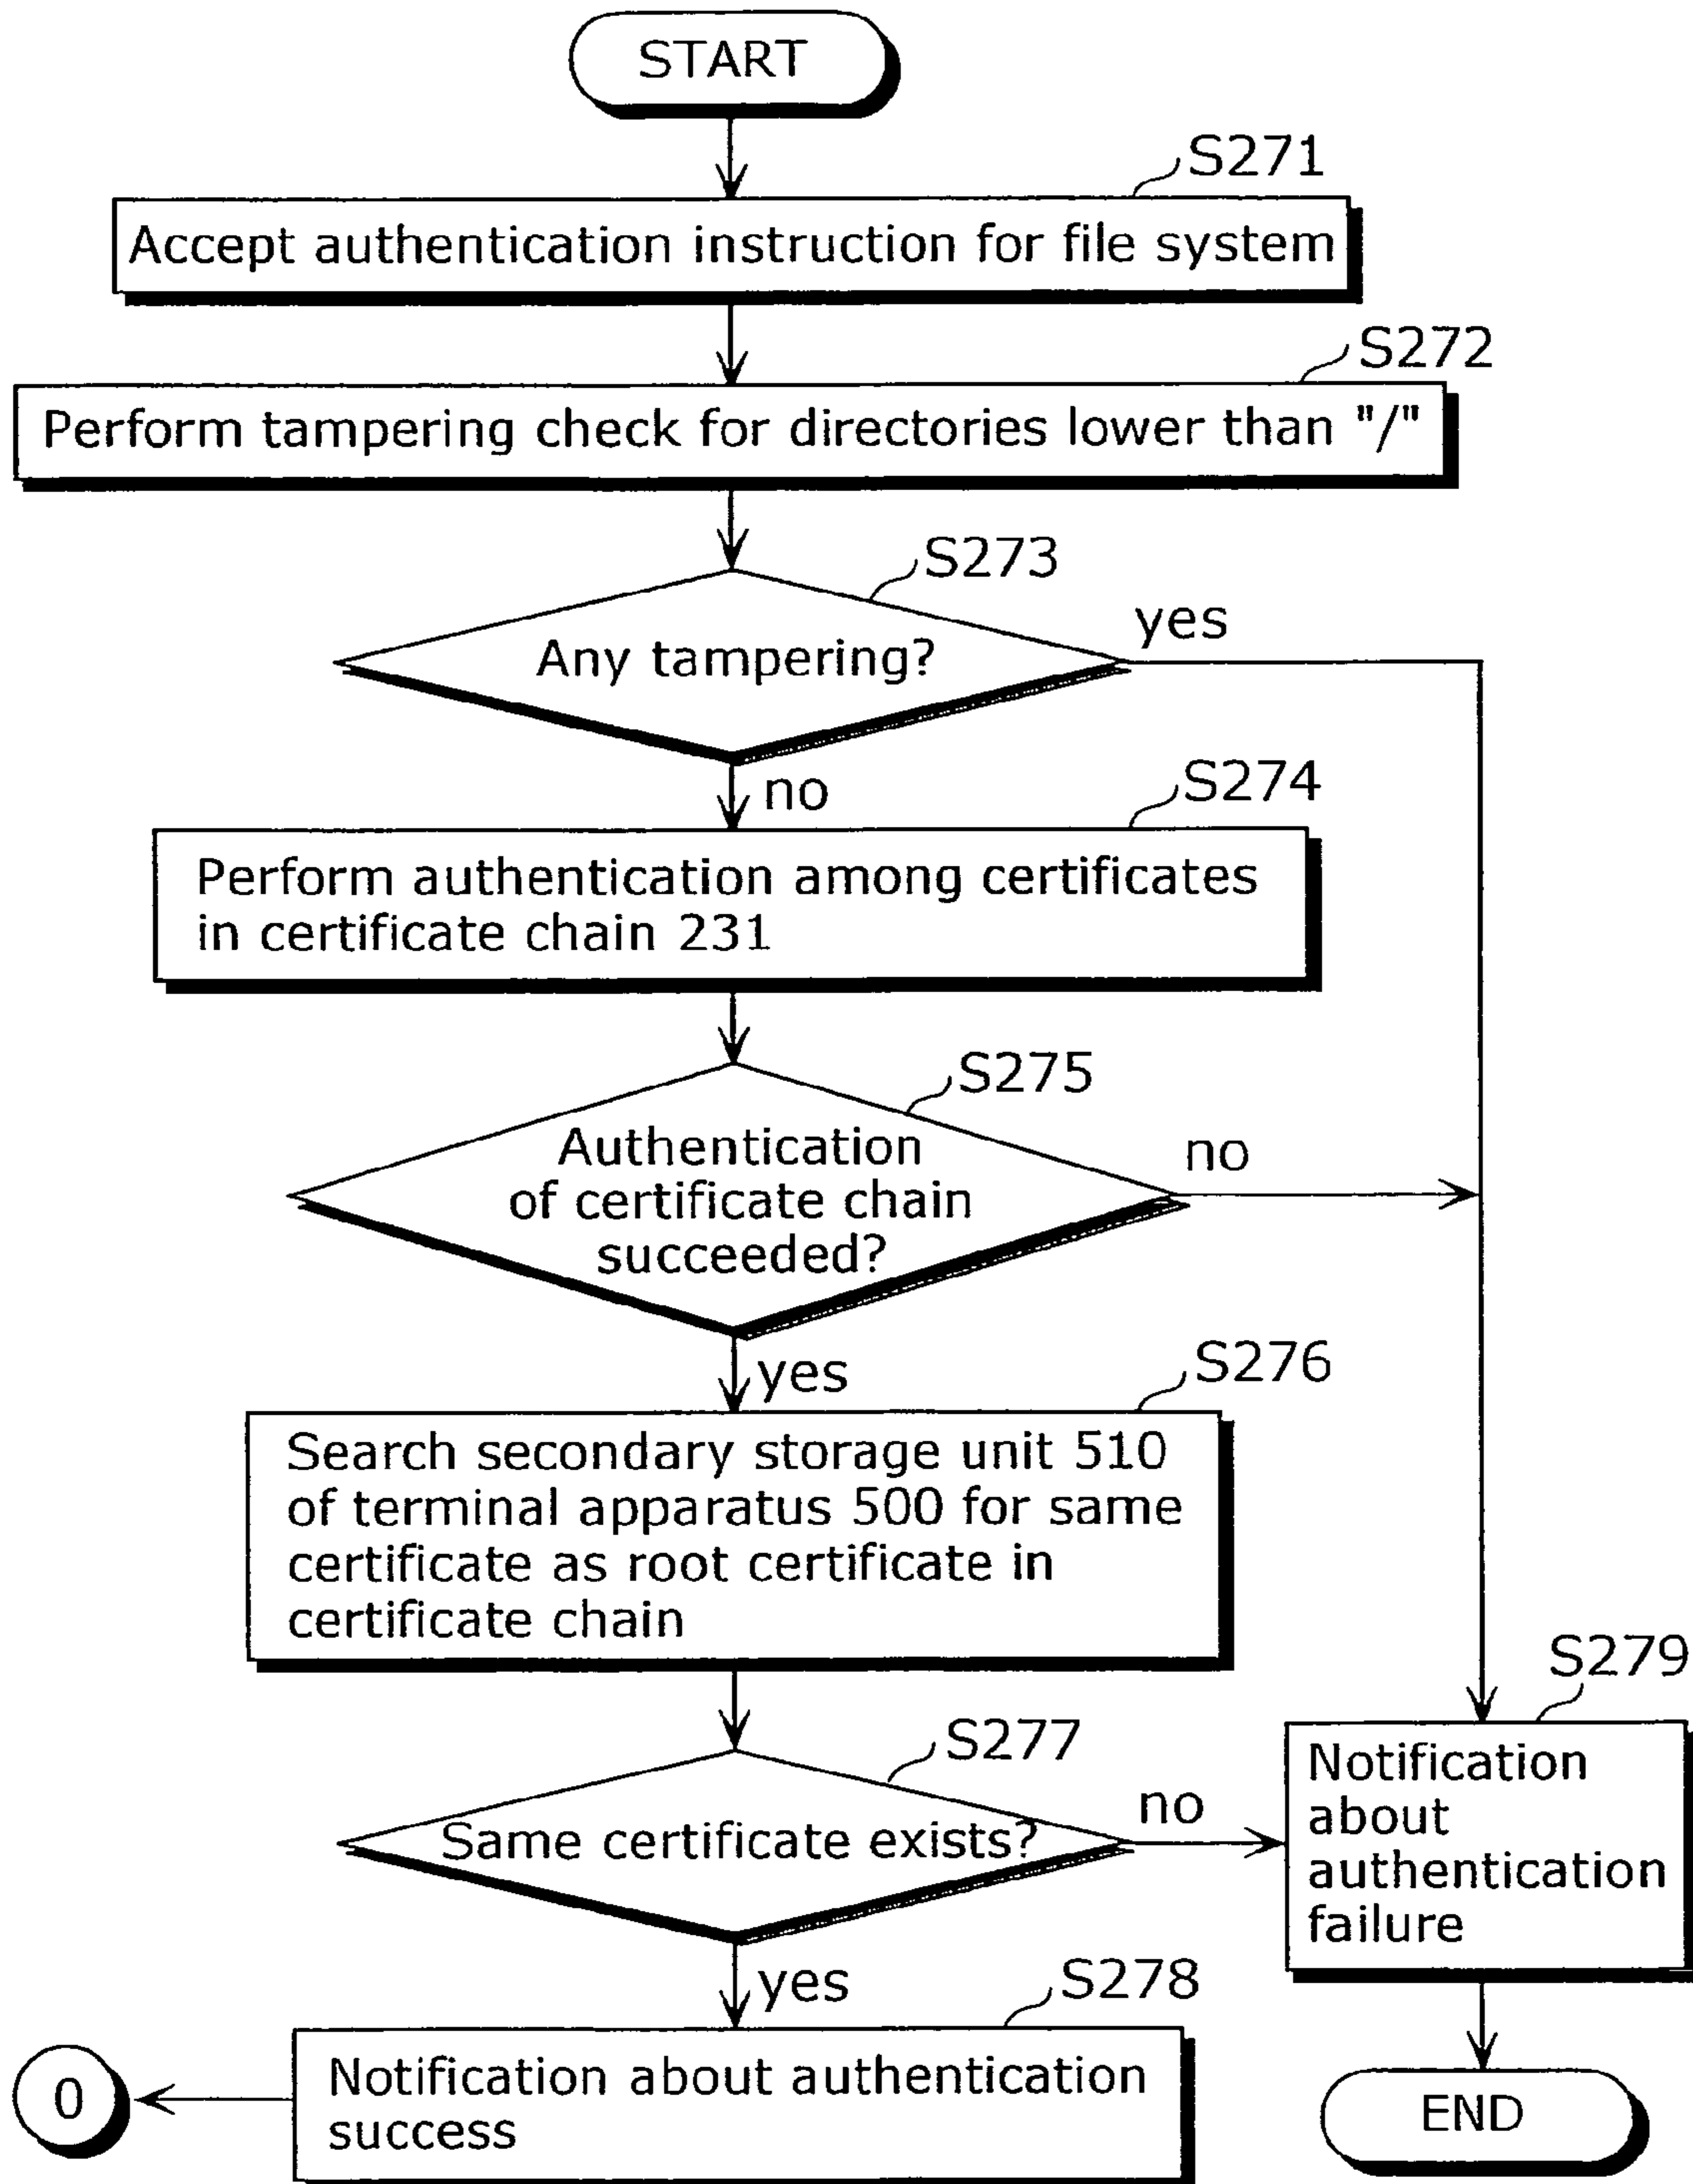 START
S271
Accept authentication instruction for file system
S272
Perform tampering check for directories lower than "/"
S273
Any tampering?
yes
no
S274
Perform authentication among certificates
in certificate chain 231
S275
Authentication
of certificate chain
succeeded?
no
yes
S276
Search secondary storage unit 510
of terminal apparatus 500 for same
certificate as root certificate in
certificate chain
S277
Same certificate exists?
no
yes
S279
Notification
about
authentication
failure
S278
Notification about authentication
success
0
END